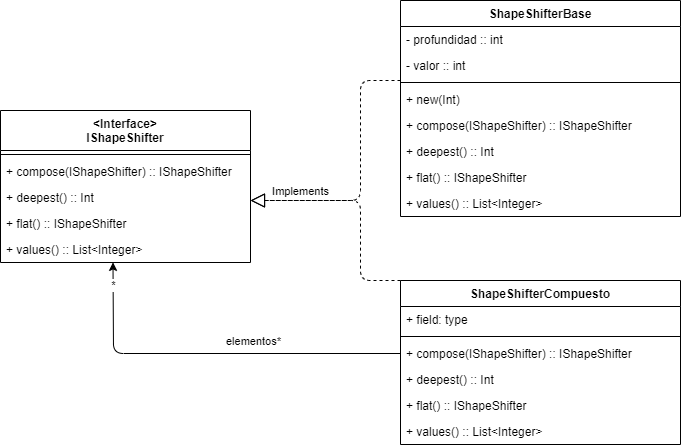 <Interface>
IShapeShifter
+ compose(IShapeShifter) :: IShapeShifter
+ deepest() :: Int
+ flat() :: IShapeShifter
+ values() :: List<Integer>
ShapeShifterBase
- profundidad :: int
- valor :: int
+ new(Int)
+ compose(IShapeShifter) :: IShapeShifter
+ deepest() :: Int
+ flat() :: IShapeShifter
+ values() :: List<Integer>
Implements
ShapeShifterCompuesto
+ field: type
+ compose(IShapeShifter) :: IShapeShifter
+ deepest() :: Int
+ flat() :: IShapeShifter
+ values() :: List<Integer>
*
elementos*